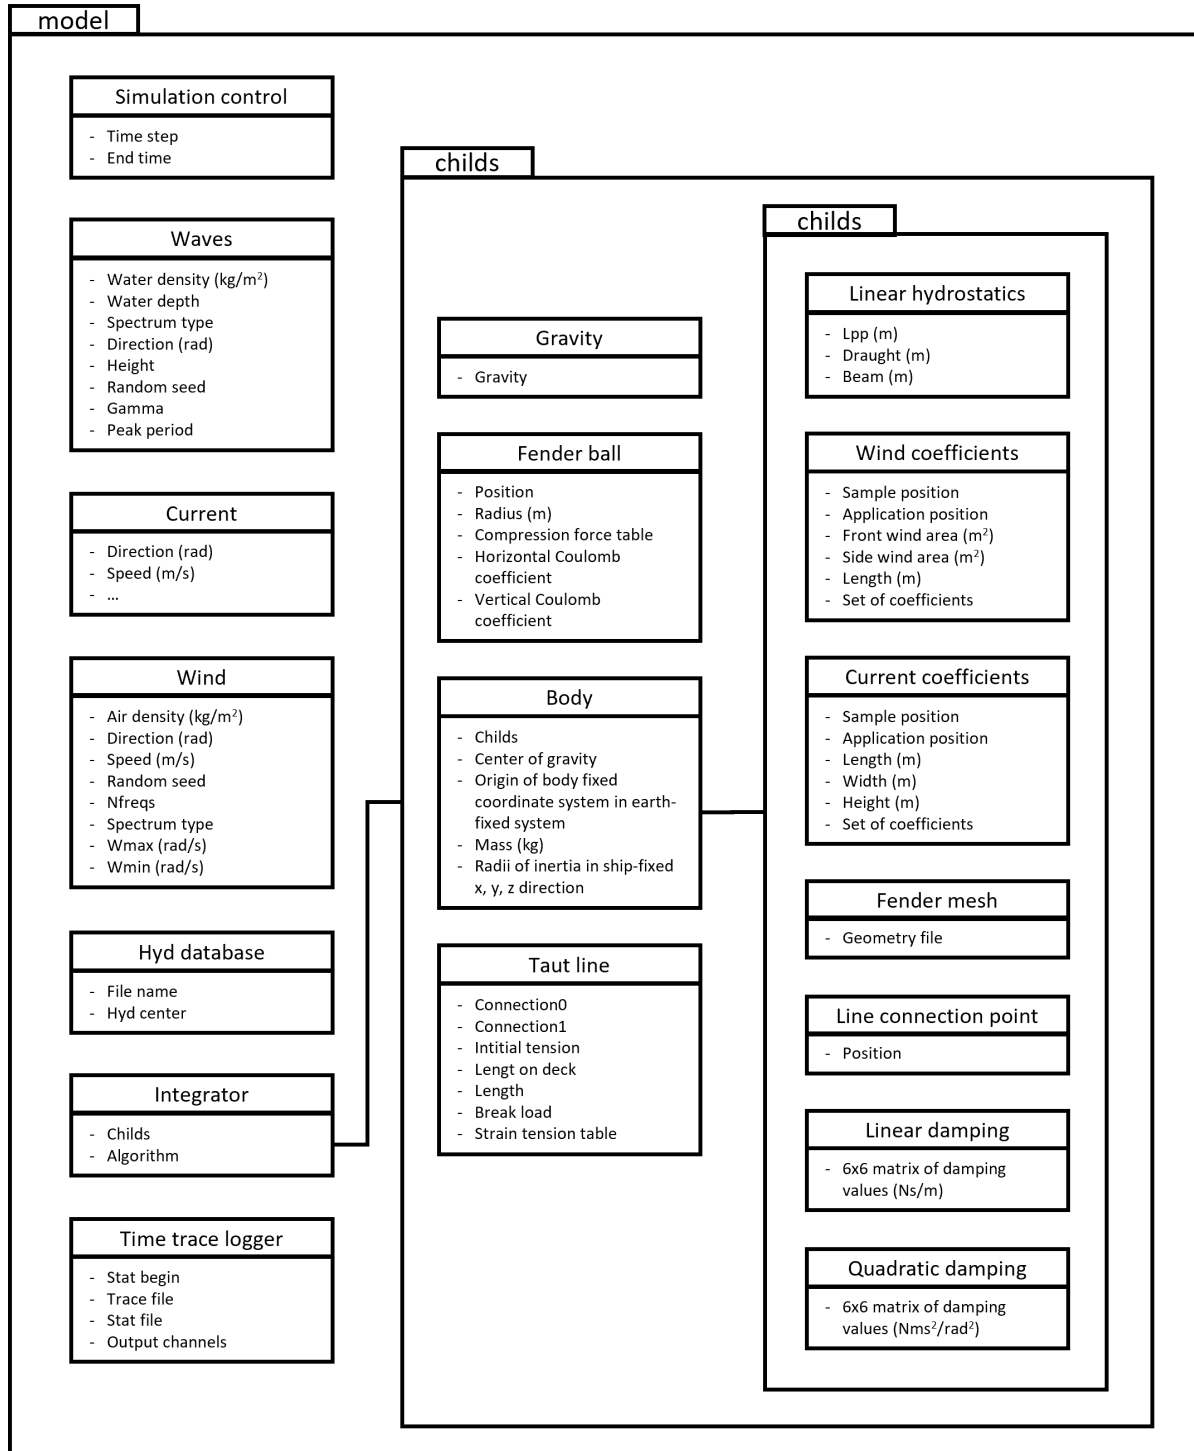 model
Simulation control
- Time step
- End time
Waves
- Water density (kg/m²)
- Water depth
- Spectrum type
- Direction (rad)
- Height
- Random seed
- Gamma
- Peak period
Current
- Direction (rad)
- Speed (m/s)
- ...
Wind
- Air density (kg/m²)
- Direction (rad)
- Speed (m/s)
- Random seed
- Nfreqs
- Spectrum type
- Wmax (rad/s)
- Wmin (rad/s)
Hyd database
- File name
- Hyd center
Integrator
- Childs
- Algorithm
Time trace logger
- Stat begin
- Trace file
- Stat file
- Output channels
childs
Gravity
- Gravity
Fender ball
- Position
- Radius (m)
- Compression force table
- Horizontal Coulomb
coefficient
- Vertical Coulomb
coefficient
Body
- Childs
- Center of gravity
- Origin of body fixed
coordinate system in earth-
fixed system
- Mass (kg)
- Radii of inertia in ship-fixed
x, y, z direction
Taut line
- Connection0
- Connection1
- Intitial tension
- Lengt on deck
- Length
- Break load
- Strain tension table
childs
Linear hydrostatics
- Lpp (m)
- Draught (m)
- Beam (m)
Wind coefficients
- Sample position
- Application position
- Front wind area (m²)
- Side wind area (m²)
- Length (m)
- Set of coefficients
Current coefficients
- Sample position
- Application position
- Length (m)
- Width (m)
- Height (m)
- Set of coefficients
Fender mesh
- Geometry file
Line connection point
- Position
Linear damping
- 6x6 matrix of damping
values (Ns/m)
Quadratic damping
- 6x6 matrix of damping
values (Nms²/rad²)